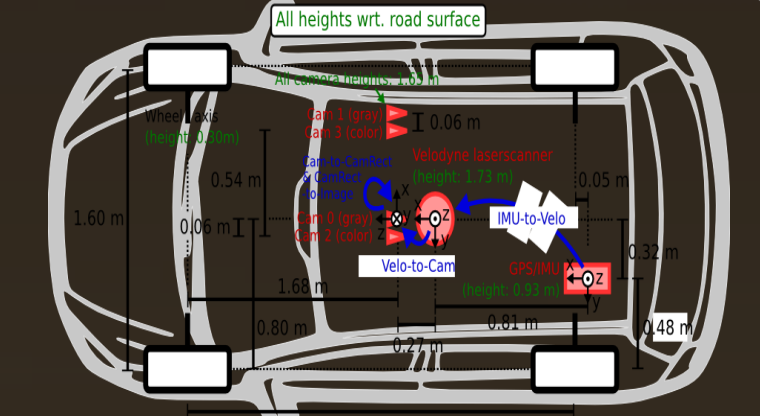 All heights wrt. road surface
All camera heights: 1.65 m
Wheel axis
(height: 0.30m)
Cam 1 (gray)
Cam 3 (color)
0.06 m
Cam-to-CamRect
& CamRect
-to-Image
Velodyne laserscanner
(height: 1.73 m)
0.54 m
0.05 m
x
x
1.60 m
0.06 m
Cam 0 (gray)
Cam 2 (color)
y
z
z
y
IMU-to-Velo
0.32 m
Velo-to-Cam
GPS/IMU
(height: 0.93 m)
x
z
y
1.68 m
0.81 m
0.80 m
0.48 m
0.27 m